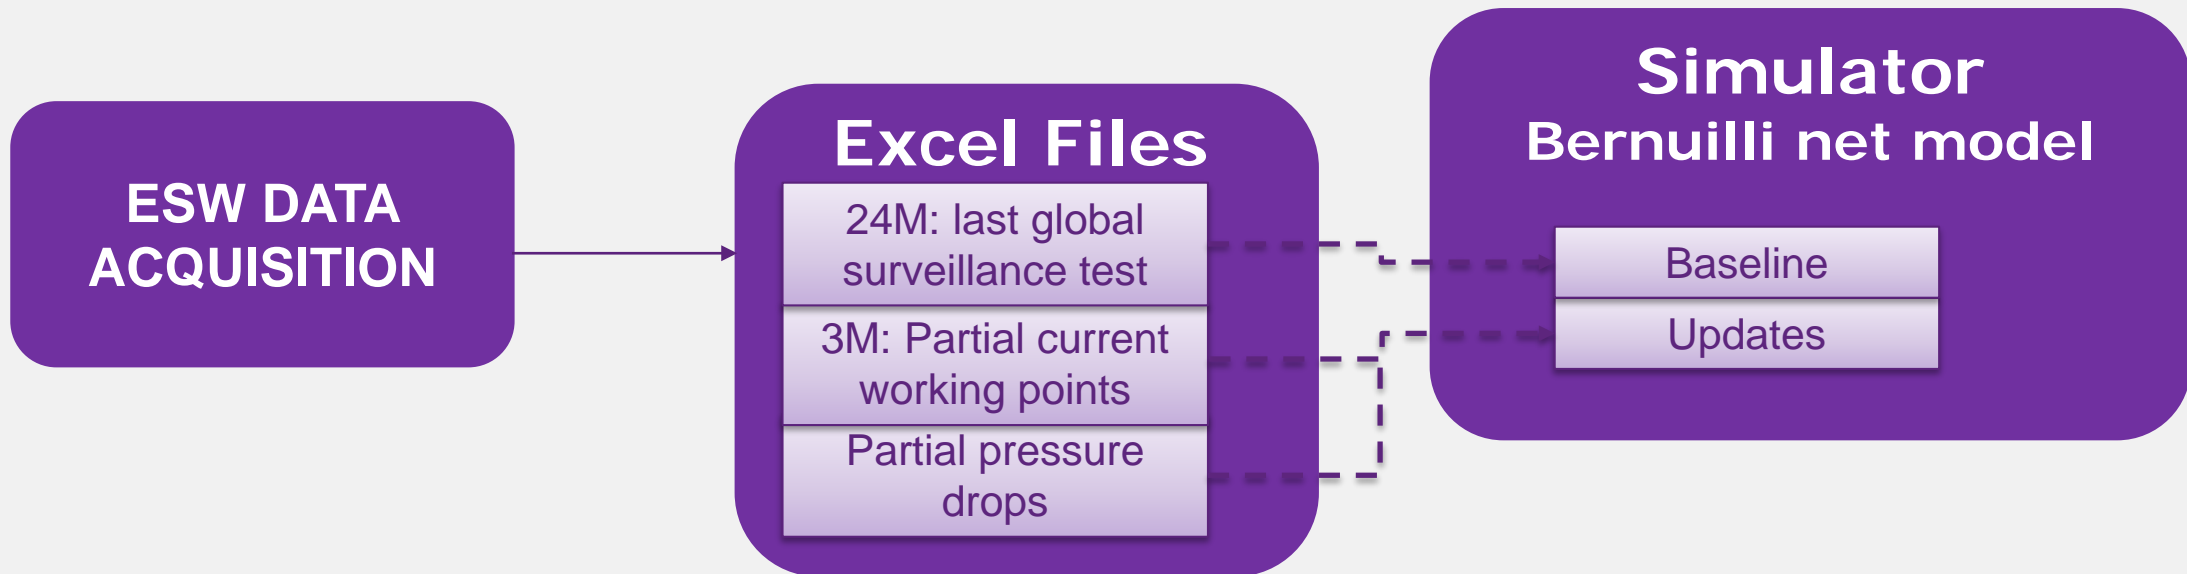 ESW DATA
ACQUISITION
Excel Files
24M: last global
surveillance test
3M: Partial current
working points
Partial pressure
drops
Simulator
Bernuilli net model
Baseline
Updates